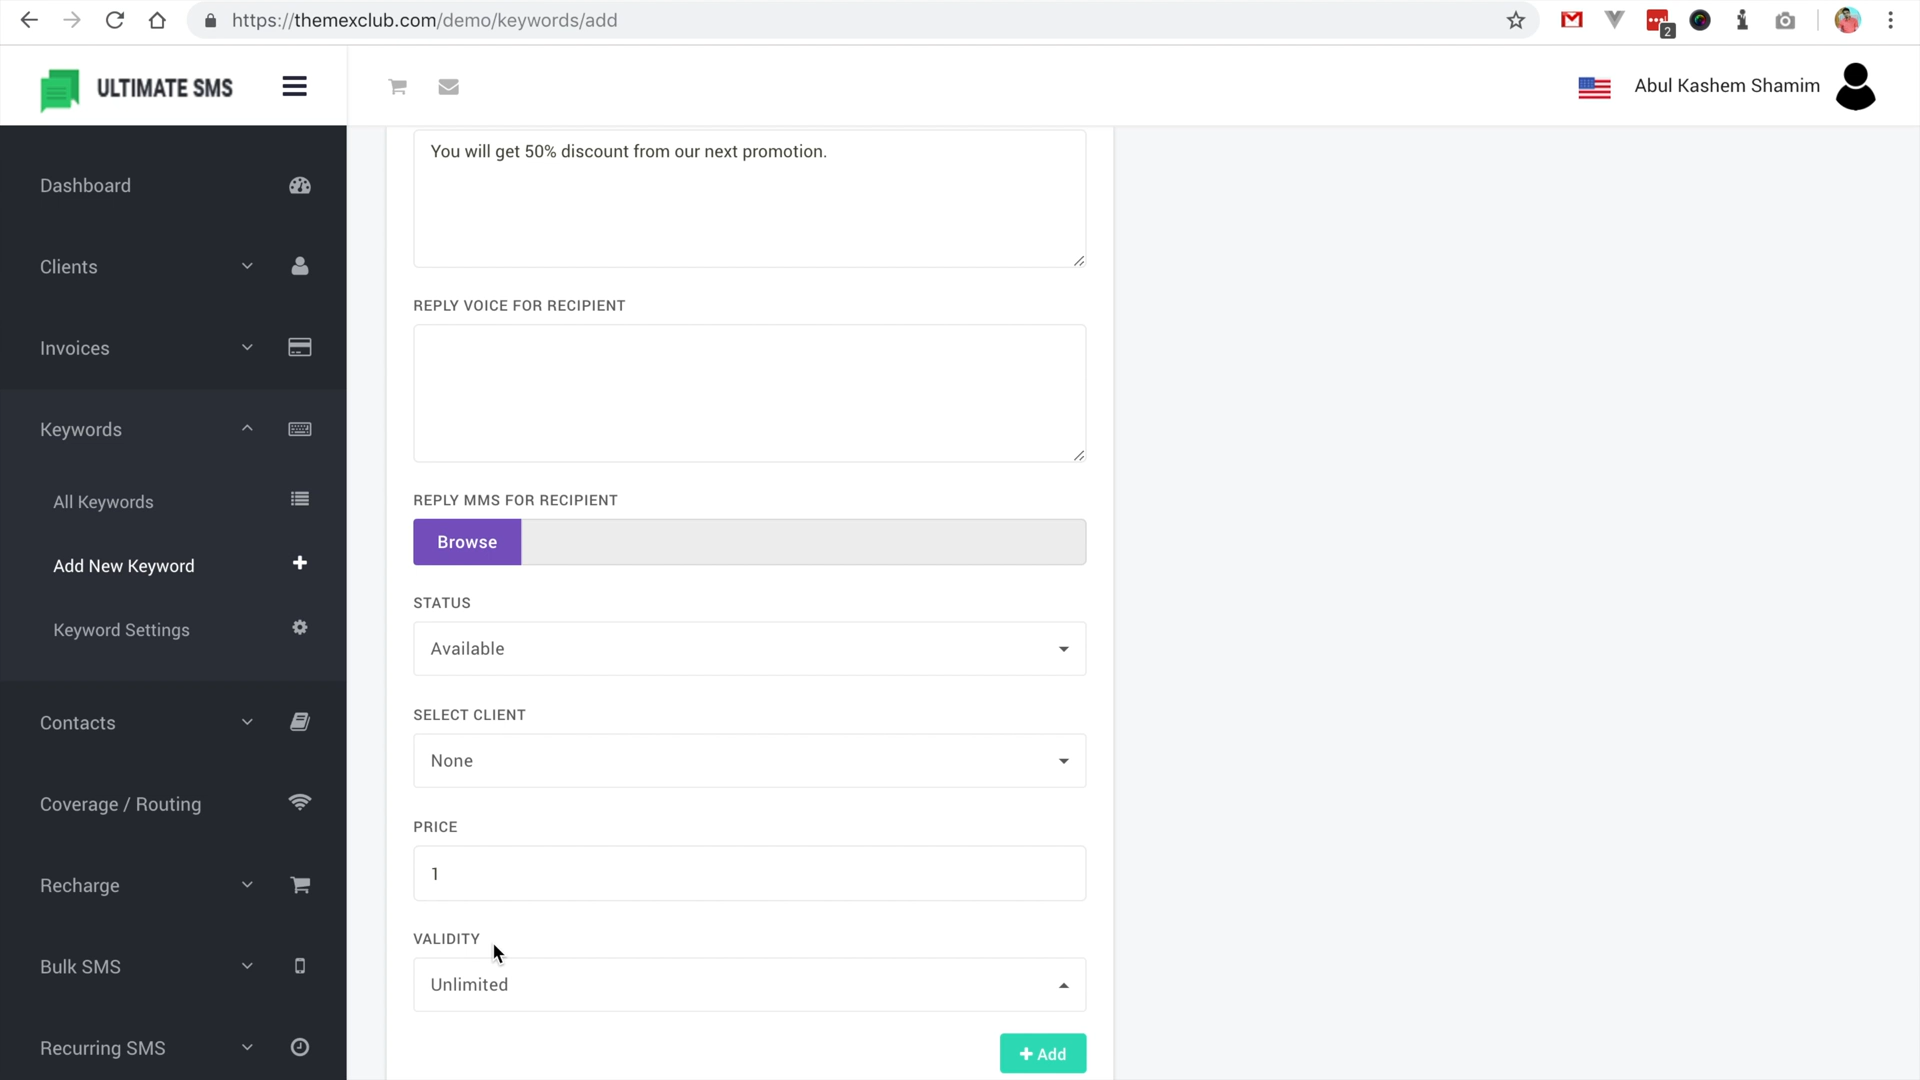 https://themexclub.com/demo/keywords/add
2
ULTIMATE SMS
Abul Kashem Shamim
Dashboard
Clients
Invoices
Keywords
All Keywords
Add New Keyword
Keyword Settings
Contacts
Coverage / Routing
Recharge
Bulk SMS
Recurring SMS
You will get 50% discount from our next promotion.
REPLY VOICE FOR RECIPIENT
REPLY MMS FOR RECIPIENT
Browse
STATUS
Available
SELECT CLIENT
None
PRICE
1
VALIDITY
Unlimited
Add